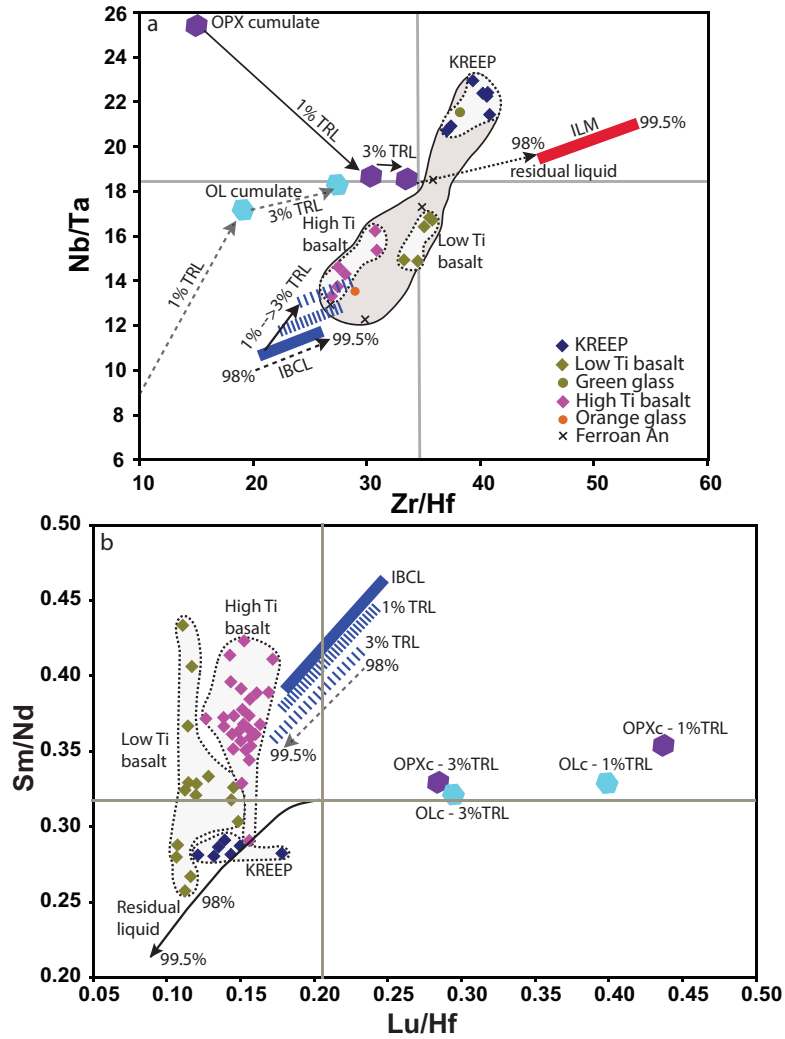 a
26
24
22
20
18
16
14
12
10
8
6
Nb/Ta
OPX cumulate
1% TRL
3% TRL
KREEP
98%
ILM
99.5%
residual liquid
OL cumulate
3% TRL
1% TRL
High Ti
basalt
Low Ti
basalt
1% -->3% TRL
98%
IBCL
99.5%
KREEP
Low Ti basalt
Green glass
High Ti basalt
Orange glass
Ferroan An
10
20
30
40
50
60
Zr/Hf
b
0.50
0.45
0.40
0.35
0.30
0.25
0.20
Sm/Nd
High Ti
basalt
IBCL
1% TRL
3% TRL
98%
99.5%
Low Ti
basalt
OPXc - 1%TRL
OPXc - 3%TRL
OLc - 1%TRL
OLc - 3%TRL
KREEP
Residual
liquid
98%
99.5%
0.05
0.10
0.15
0.20
0.25
0.30
0.35
0.40
0.45
0.50
Lu/Hf